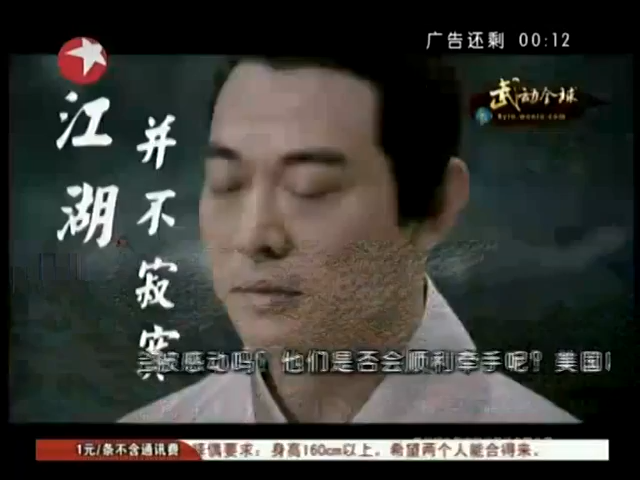 广告还剩 00:12
武动全球
江湖
并不寂寞
被感动吗？他们是否会顺利牵手呢？美国
1元/条不含通讯费
怪偶要求：身高160cm以上。希望两个人能合得来。